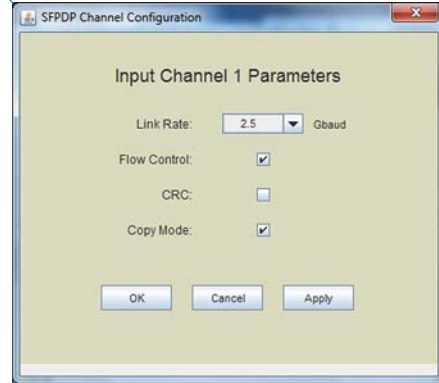 SFPDP Channel Configuration
Input Channel 1 Parameters
Link Rate: 2.5 Gbaud
Flow Control:
CRC:
Copy Mode:
OK Cancel Apply